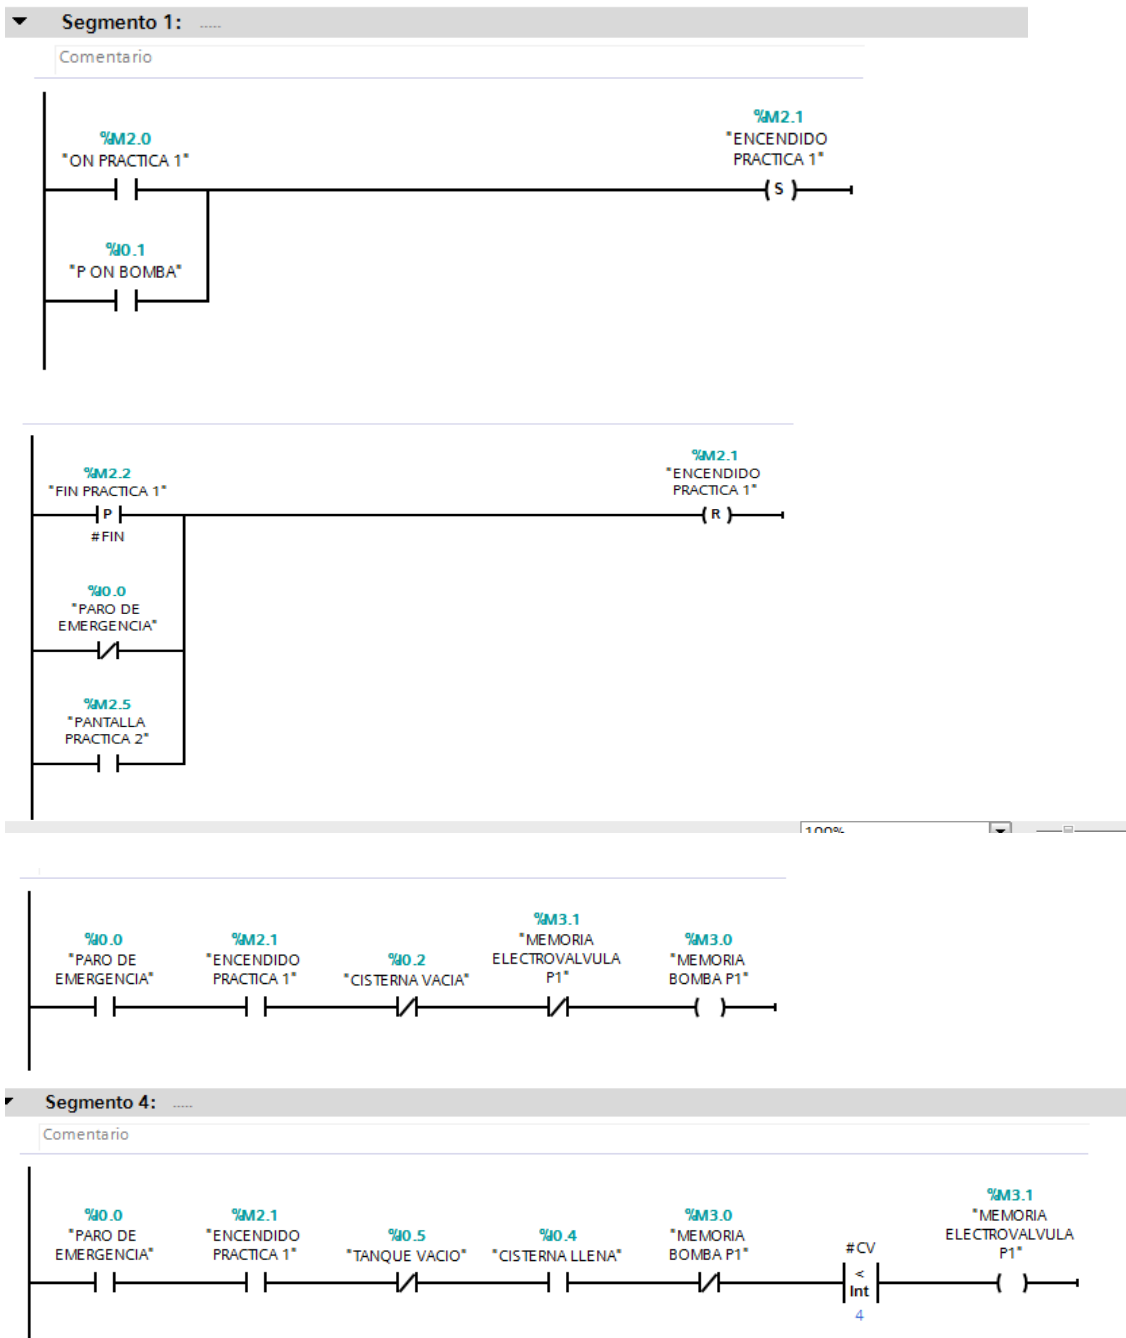 Segmento 1: .....
Comentario
%M2.0
"ON PRACTICA 1"
%M2.1
"ENCENDIDO
PRACTICA 1"
S
%I0.1
"P ON BOMBA"
%M2.2
"FIN PRACTICA 1"
P
#FIN
%M2.1
"ENCENDIDO
PRACTICA 1"
R
%I0.0
"PARO DE
EMERGENCIA"
%M2.5
"PANTALLA
PRACTICA 2"
100%
%I0.0
"PARO DE
EMERGENCIA"
%M2.1
"ENCENDIDO
PRACTICA 1"
%I0.2
"CISTERNA VACIA"
%M3.1
"MEMORIA
ELECTROVALVULA
P1"
%M3.0
"MEMORIA
BOMBA P1"
Segmento 4: .....
Comentario
%I0.0
"PARO DE
EMERGENCIA"
%M2.1
"ENCENDIDO
PRACTICA 1"
%I0.5
"TANQUE VACIO"
%I0.4
"CISTERNA LLENA"
%M3.0
"MEMORIA
BOMBA P1"
#CV
<
Int
4
%M3.1
"MEMORIA
ELECTROVALVULA
P1"